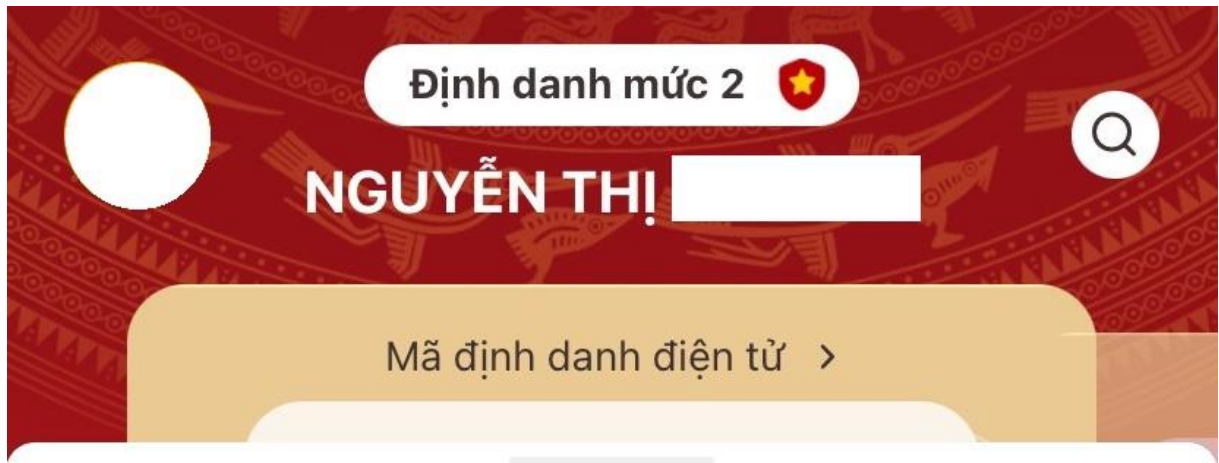 Định danh mức 2
NGUYỄN THỊ
Mã định danh điện tử